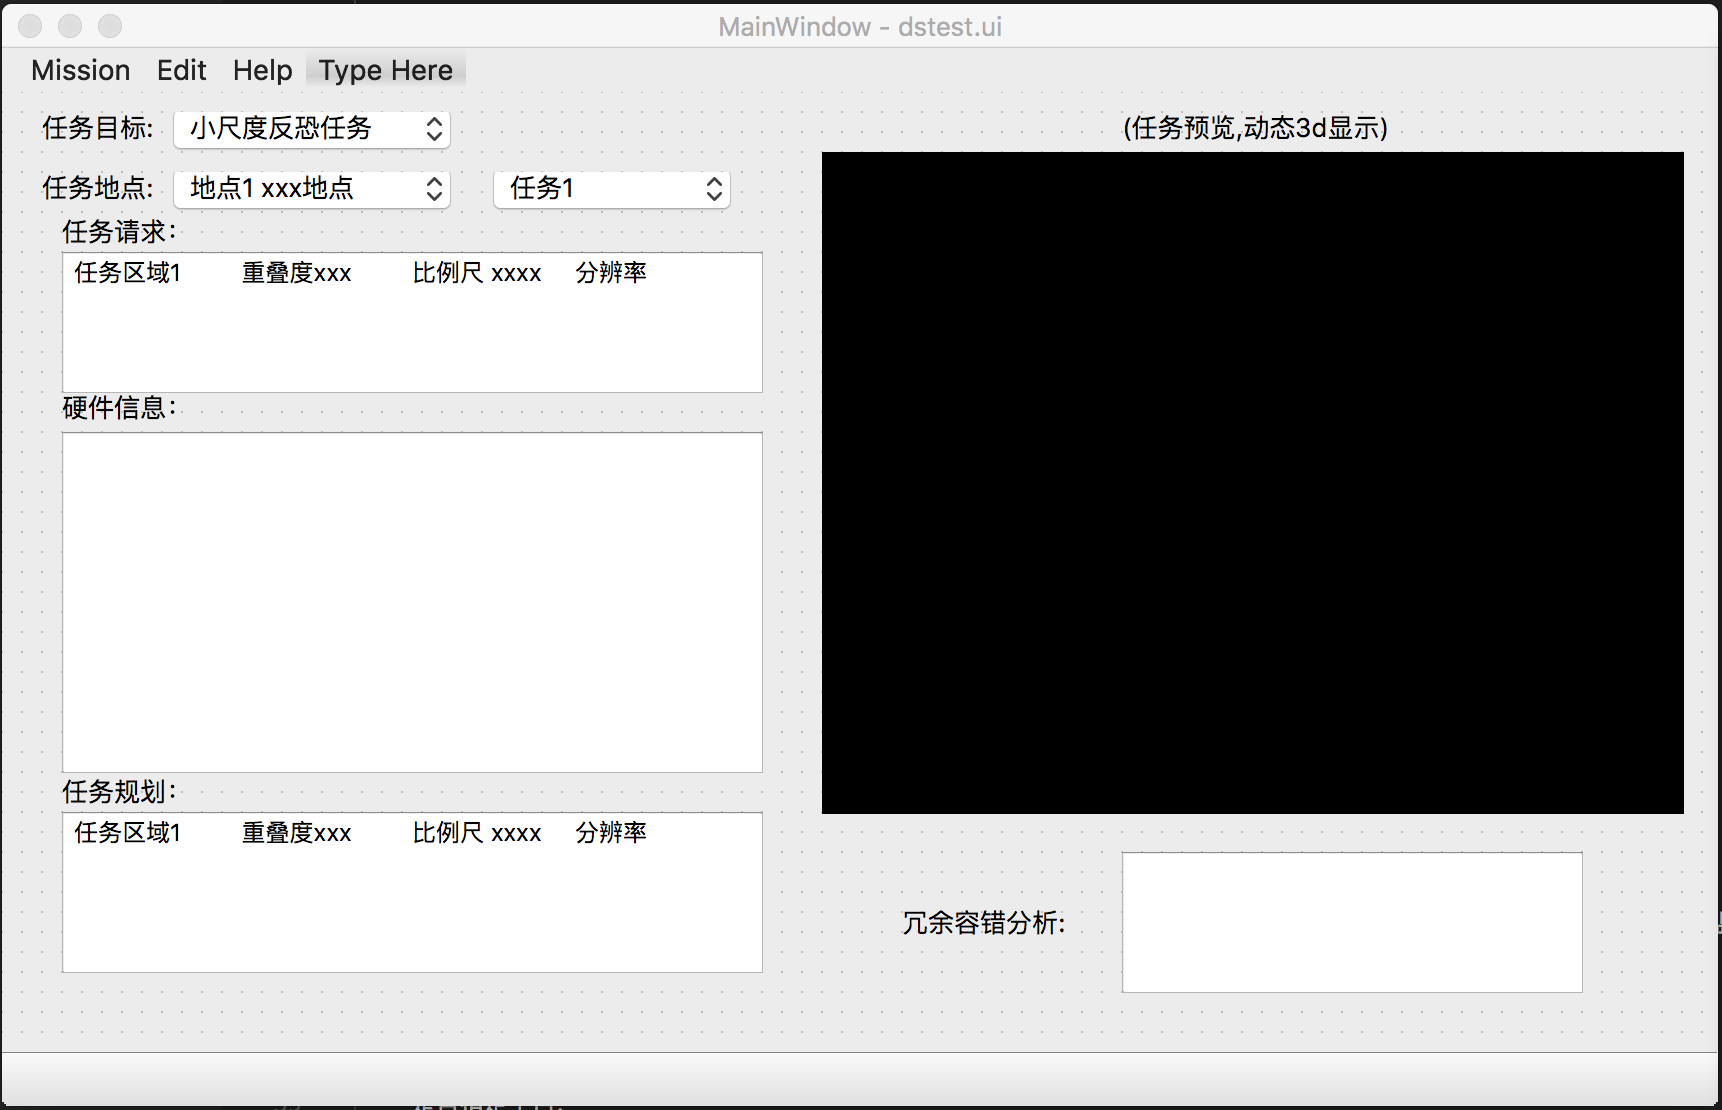 MainWindow - dstest.ui
Mission Edit Help Type Here
任务目标: 小尺度反恐任务
任务地点: 地点1 xxx地点 任务1
任务请求：
任务区域1 重叠度xxx 比例尺 xxxx 分辨率
硬件信息：
任务规划：
任务区域1 重叠度xxx 比例尺 xxxx 分辨率
(任务预览,动态3d显示)
冗余容错分析: